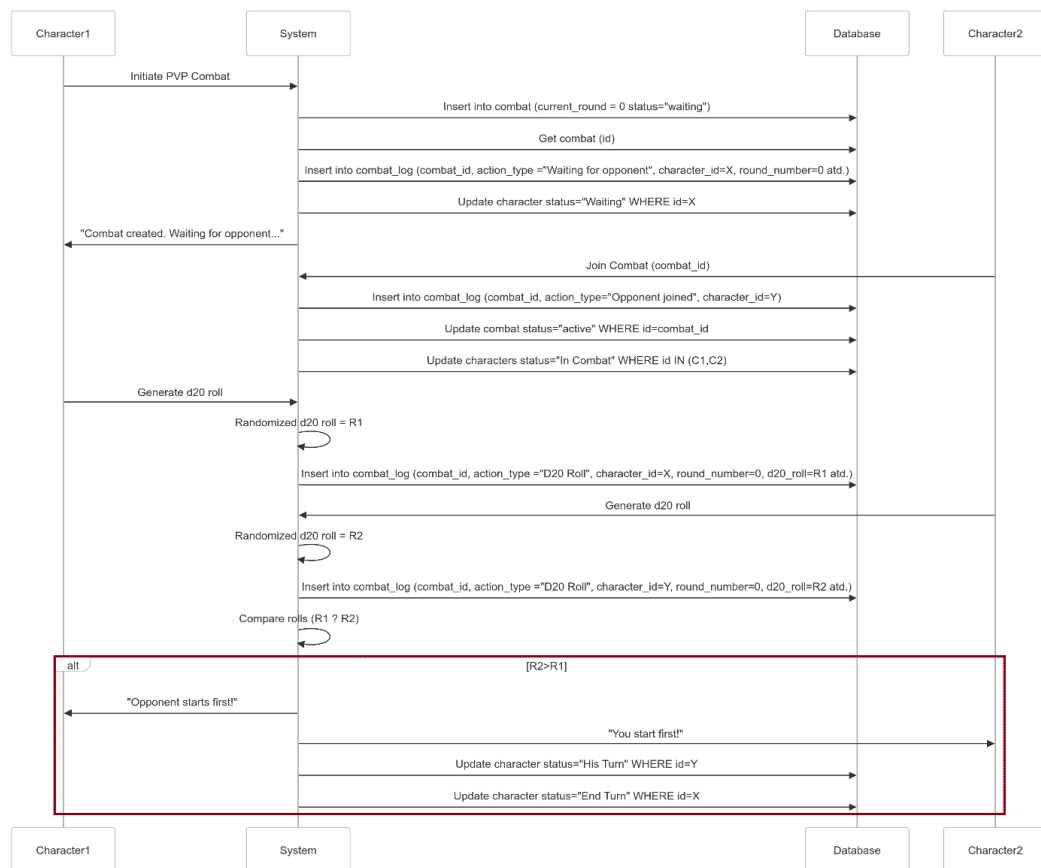 Character1
System
Database
Character2
Initiate PVP Combat
Insert into combat (current_round = 0 status="waiting")
Get combat (id)
Insert into combat_log (combat_id, action_type ="Waiting for opponent", character_id=X, round_number=0 atd.)
Update character status="Waiting" WHERE id=X
"Combat created. Waiting for opponent..."
Join Combat (combat_id)
Insert into combat_log (combat_id, action_type="Opponent joined", character_id=Y)
Update combat status="active" WHERE id=combat_id
Update characters status="In Combat" WHERE id IN (C1,C2)
Generate d20 roll
Randomized d20 roll = R1
Insert into combat_log (combat_id, action_type ="D20 Roll", character_id=X, round_number=0, d20_roll=R1 atd.)
Generate d20 roll
Randomized d20 roll = R2
Insert into combat_log (combat_id, action_type ="D20 Roll", character_id=Y, round_number=0, d20_roll=R2 atd.)
Compare rolls (R1 ? R2)
alt
[R2>R1]
"Opponent starts first!"
"You start first!"
Update character status="His Turn" WHERE id=Y
Update character status="End Turn" WHERE id=X
Character1
System
Database
Character2